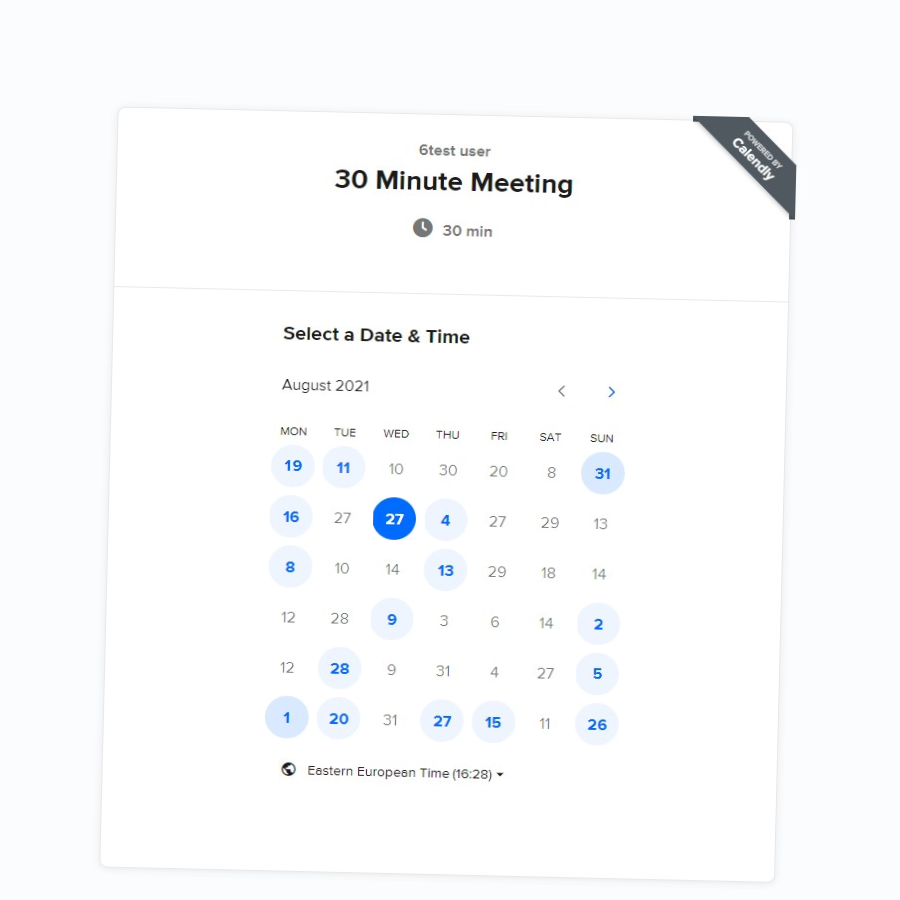 POWERED BY
Calendly
6test user
30 Minute Meeting
30 min
Select a Date & Time
August 2021
MON TUE WED THU FRI SAT SUN
19 11 10 30 20 8 31
16 27 27 4 27 29 13
8 10 14 13 29 18 14
12 28 9 3 6 14 2
12 28 9 31 4 27 5
1 20 31 27 15 11 26
Eastern European Time (16:28)